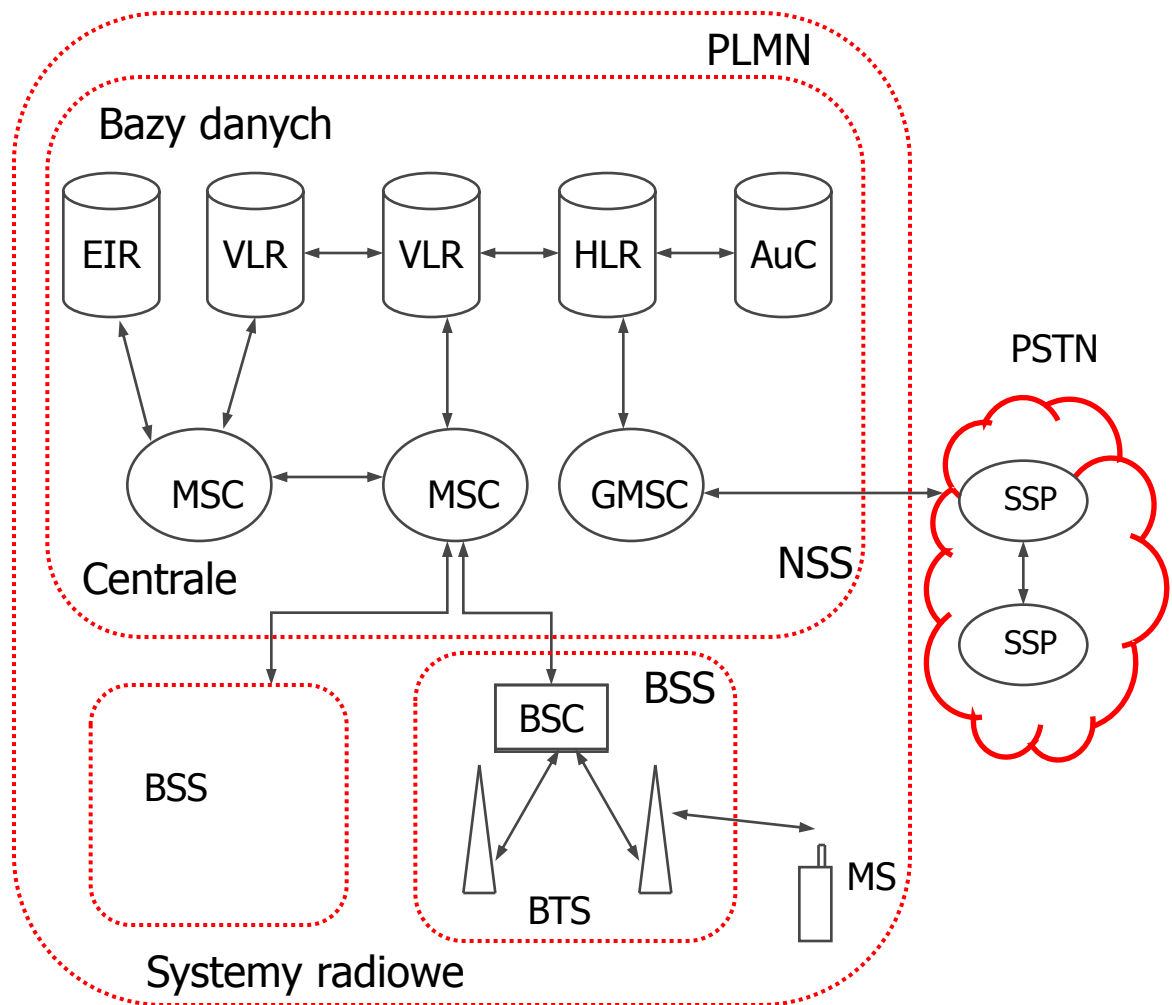 PLMN
Bazy danych
EIR
VLR
VLR
HLR
AuC
PSTN
MSC
MSC
GMSC
SSP
Centrale
NSS
SSP
BSS
BSC
BSS
BTS
MS
Systemy radiowe